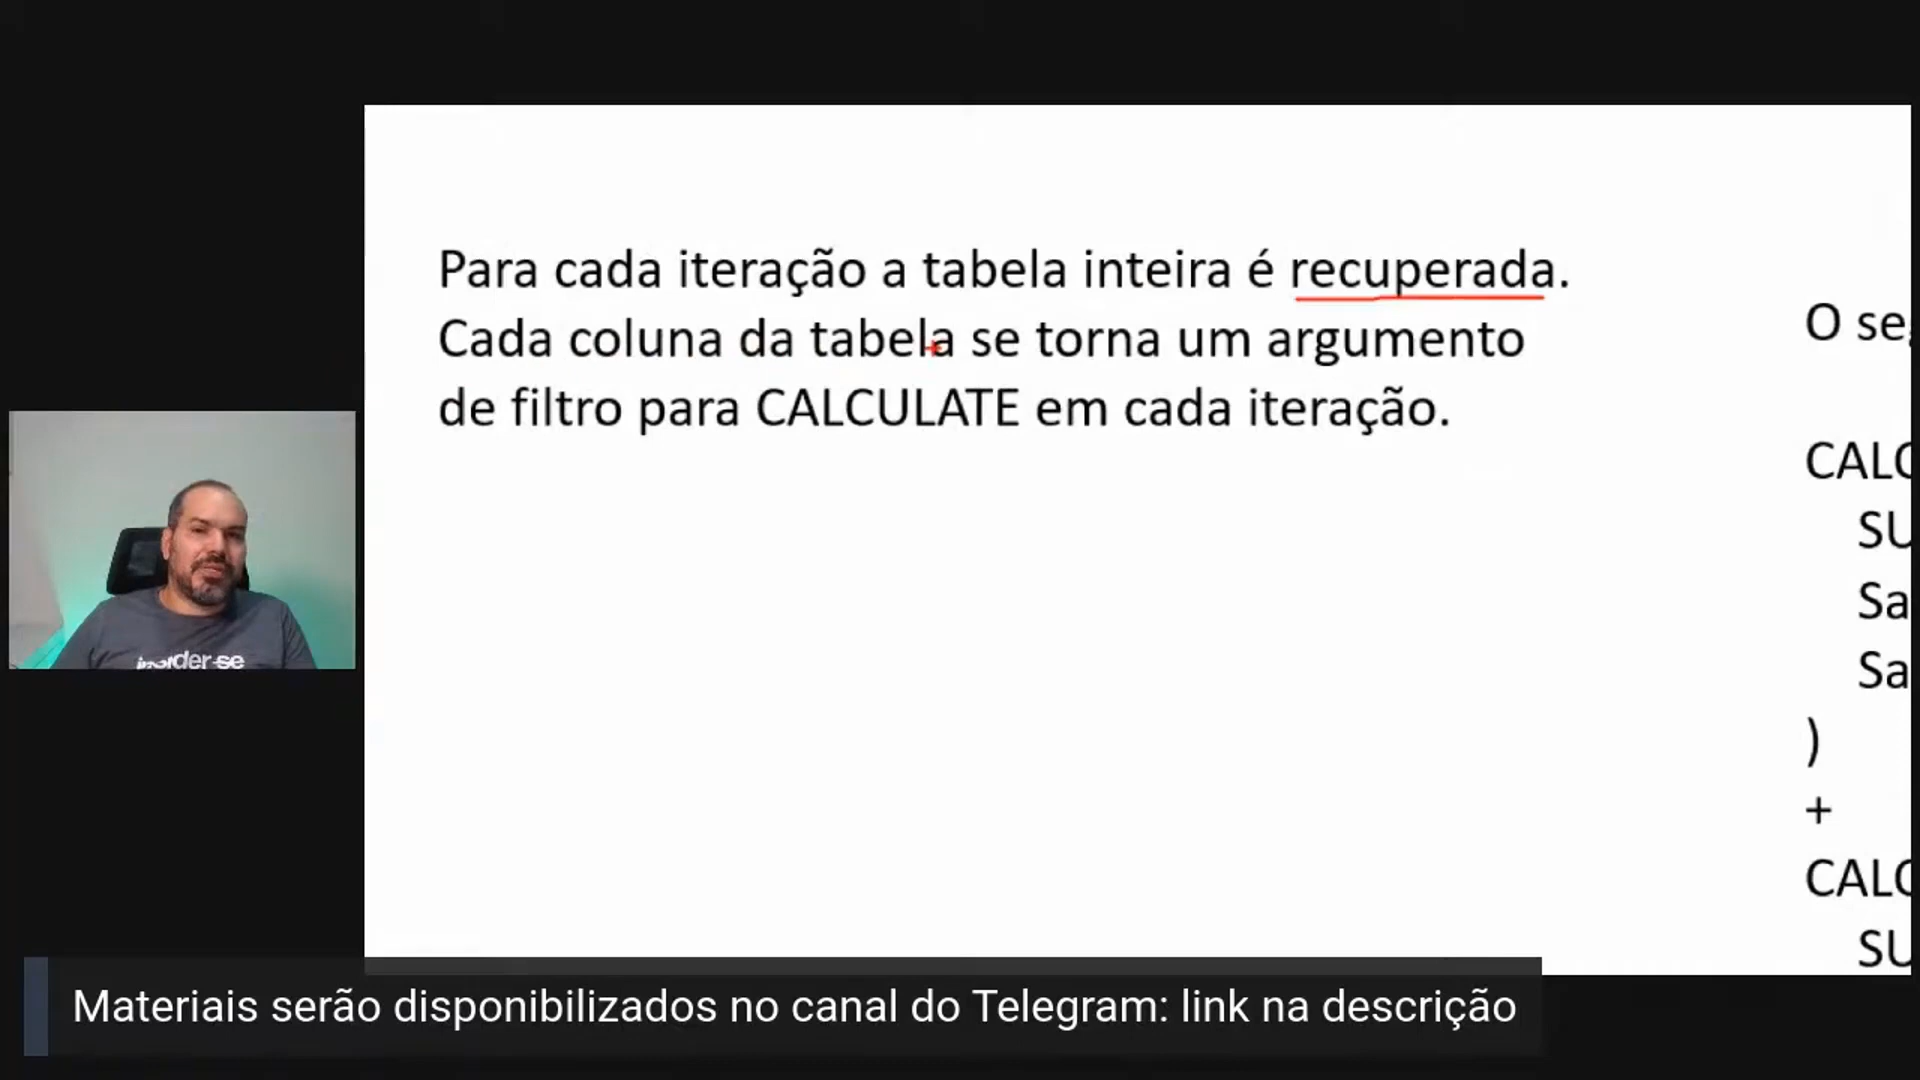 Para cada iteração a tabela inteira é recuperada.
Cada coluna da tabela se torna um argumento
de filtro para CALCULATE em cada iteração.
O se
CALC
SU
Sa
Sa
)
+
CALC
SU
Materiais serão disponibilizados no canal do Telegram: link na descrição